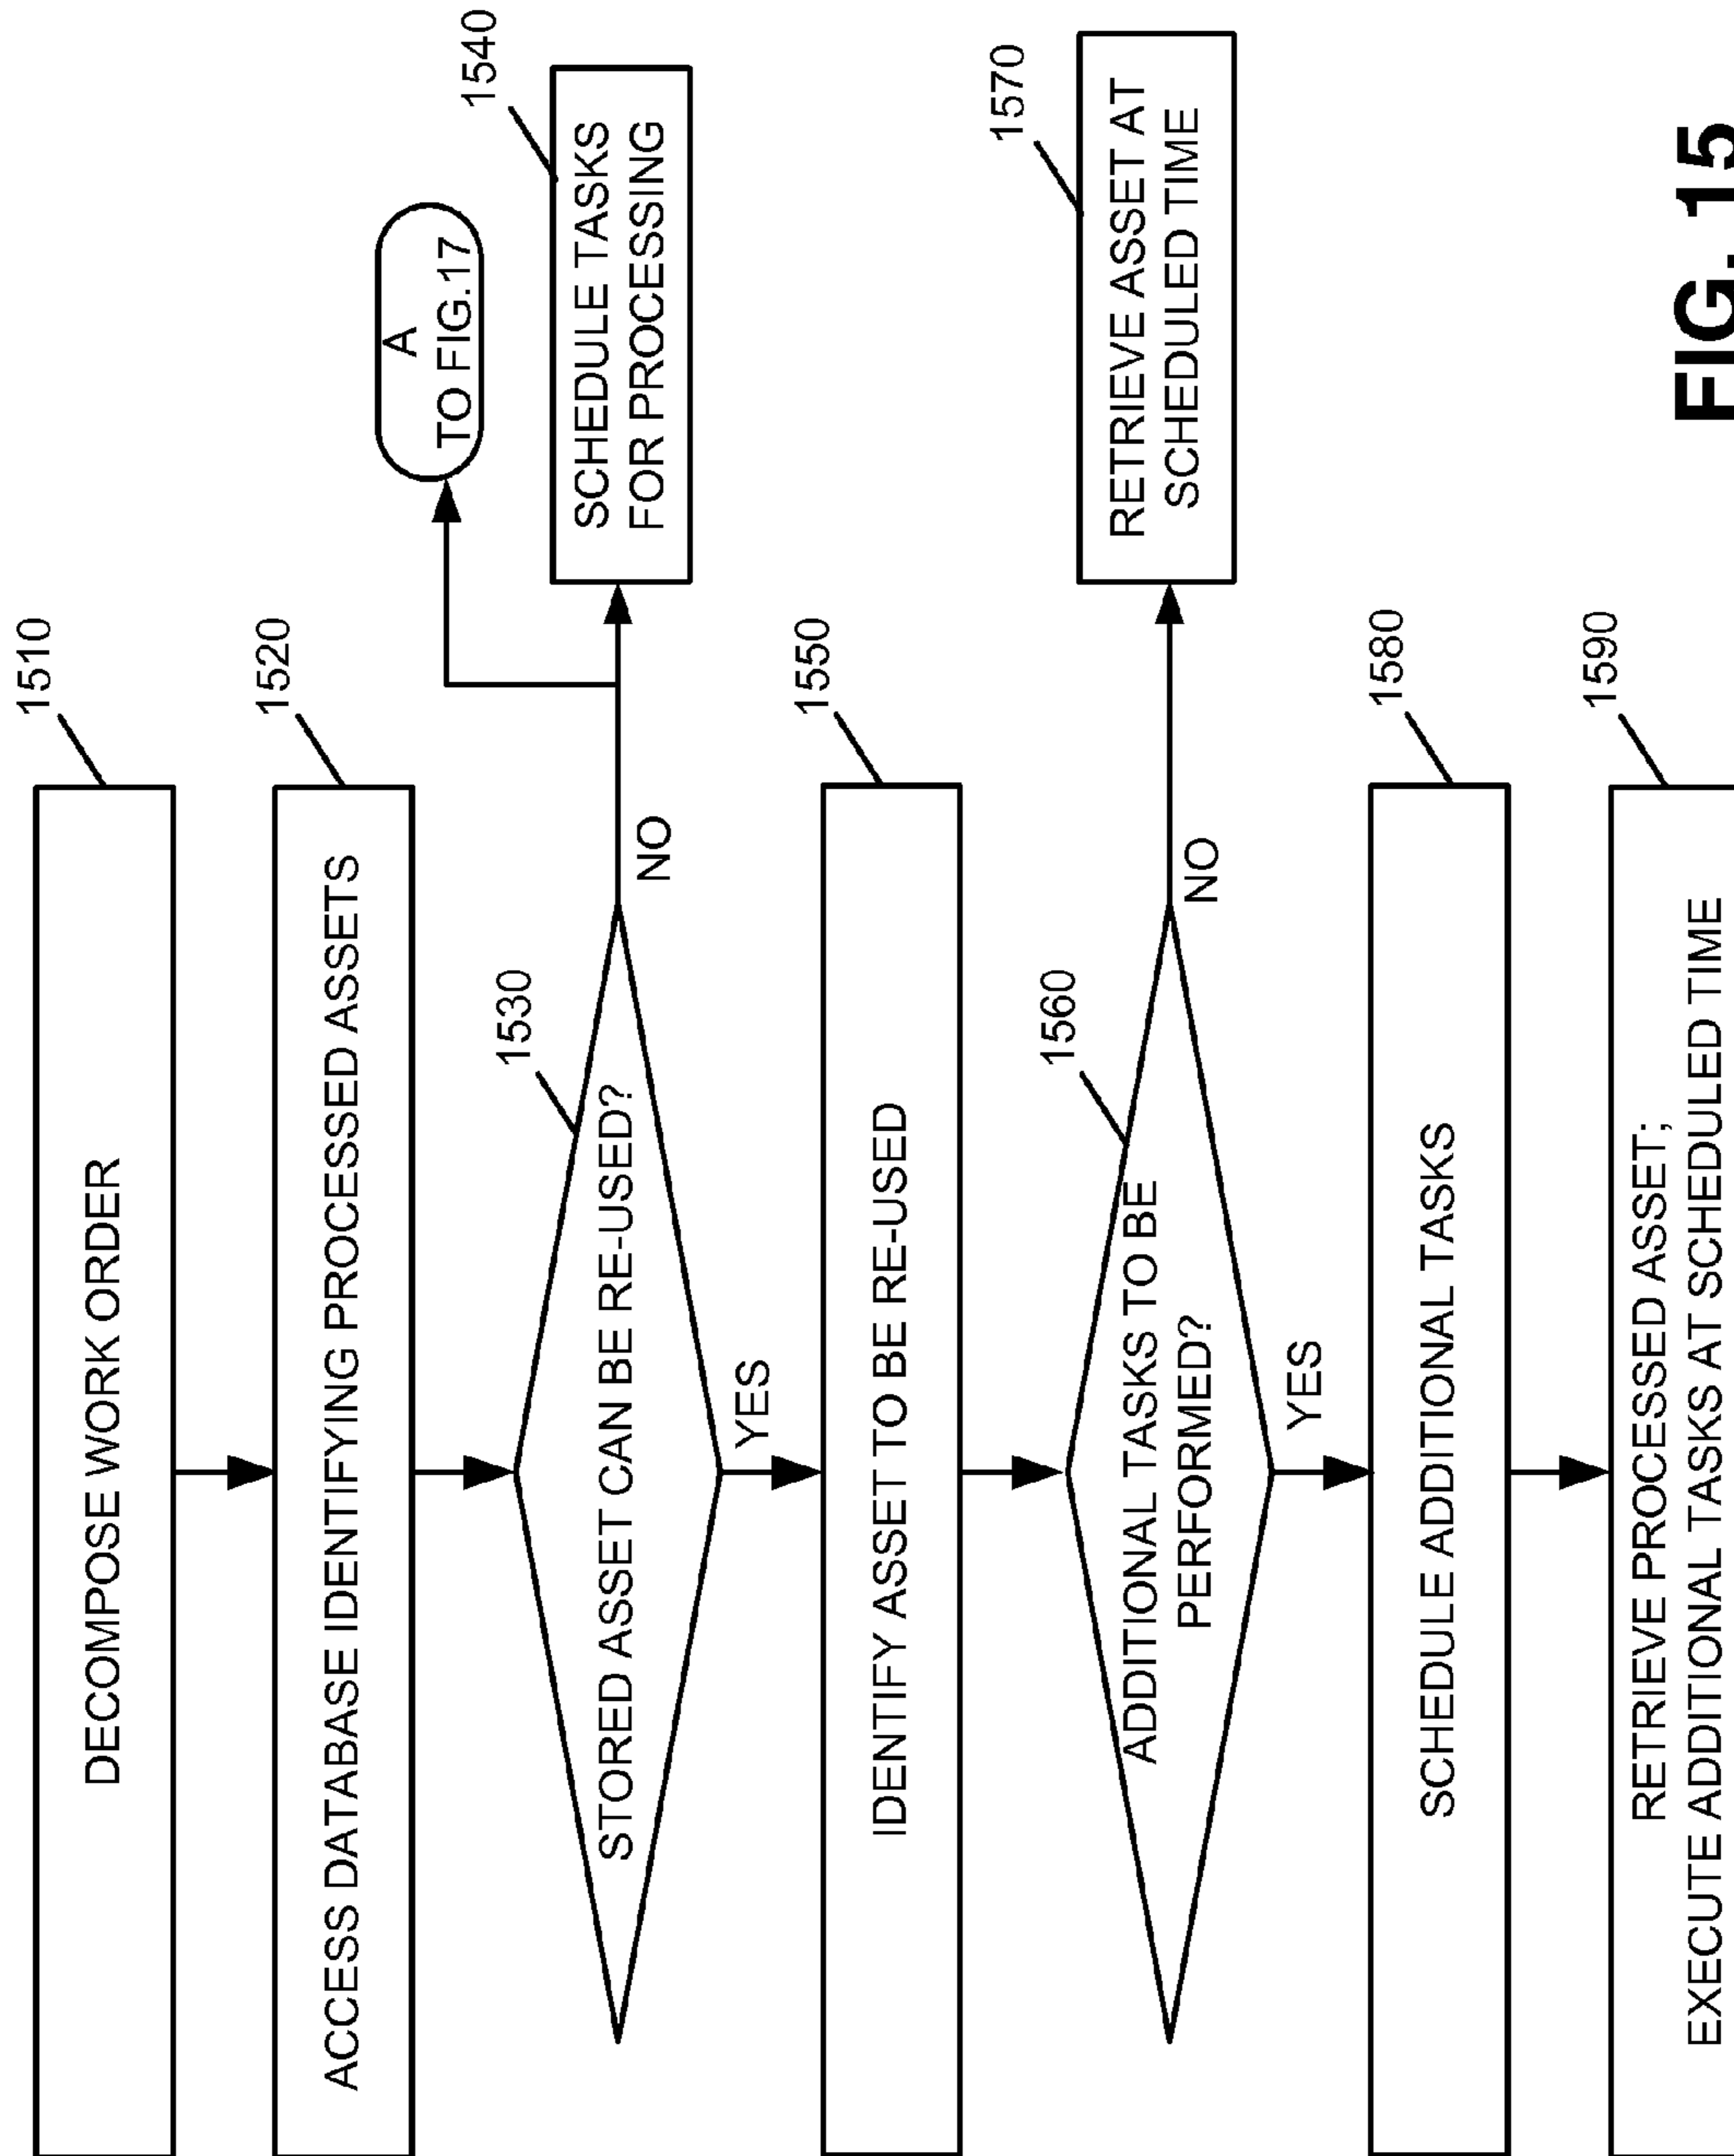 1510
DECOMPOSE WORK ORDER
1520
ACCESS DATABASE IDENTIFYING PROCESSED ASSETS
A
TO FIG.17
1530
STORED ASSET CAN BE RE-USED?
NO
1540
SCHEDULE TASKS
FOR PROCESSING
YES
1550
IDENTIFY ASSET TO BE RE-USED
1560
ADDITIONAL TASKS TO BE
PERFORMED?
NO
1570
RETRIEVE ASSET AT
SCHEDULED TIME
YES
1580
SCHEDULE ADDITIONAL TASKS
1590
RETRIEVE PROCESSED ASSET;
EXECUTE ADDITIONAL TASKS AT SCHEDULED TIME
FIG. 15